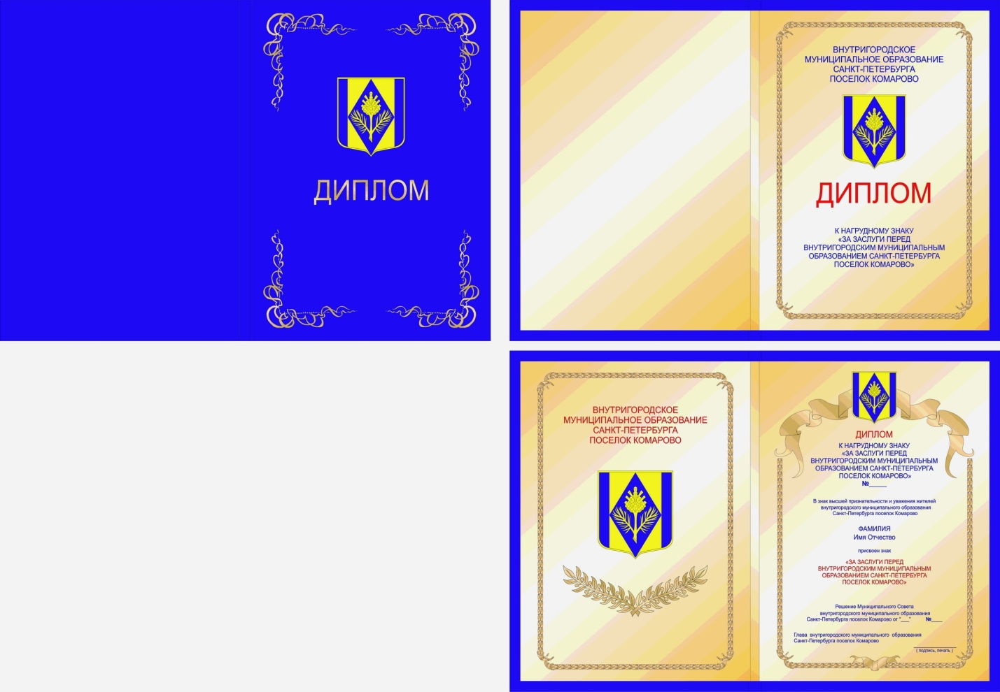 ДИПЛОМ
ВНУТРИГОРОДСКОЕ
МУНИЦИПАЛЬНОЕ ОБРАЗОВАНИЕ
САНКТ-ПЕТЕРБУРГА
ПОСЕЛОК КОМАРОВО
ДИПЛОМ
К НАГРУДНОМУ ЗНАКУ
«ЗА ЗАСЛУГИ ПЕРЕД
ВНУТРИГОРОДСКИМ МУНИЦИПАЛЬНЫМ
ОБРАЗОВАНИЕМ САНКТ-ПЕТЕРБУРГА
ПОСЕЛОК КОМАРОВО»
ВНУТРИГОРОДСКОЕ
МУНИЦИПАЛЬНОЕ ОБРАЗОВАНИЕ
САНКТ-ПЕТЕРБУРГА
ПОСЕЛОК КОМАРОВО
ДИПЛОМ
К НАГРУДНОМУ ЗНАКУ
«ЗА ЗАСЛУГИ ПЕРЕД
ВНУТРИГОРОДСКИМ МУНИЦИПАЛЬНЫМ
ОБРАЗОВАНИЕМ САНКТ-ПЕТЕРБУРГА
ПОСЕЛОК КОМАРОВО»
№_____
В знак высшей признательности и уважения жителей
внутригородского муниципального образования
Санкт-Петербурга поселок Комарово
ФАМИЛИЯ
Имя Отчество
присвоен знак
«ЗА ЗАСЛУГИ ПЕРЕД
ВНУТРИГОРОДСКИМ МУНИЦИПАЛЬНЫМ
ОБРАЗОВАНИЕМ САНКТ-ПЕТЕРБУРГА
ПОСЕЛОК КОМАРОВО»
Решение Муниципального Совета
внутригородского муниципального образования
Санкт-Петербурга поселок Комарово от "___" №____
Глава внутригородского муниципального образования
Санкт-Петербурга поселок Комарово
( подпись, печать )